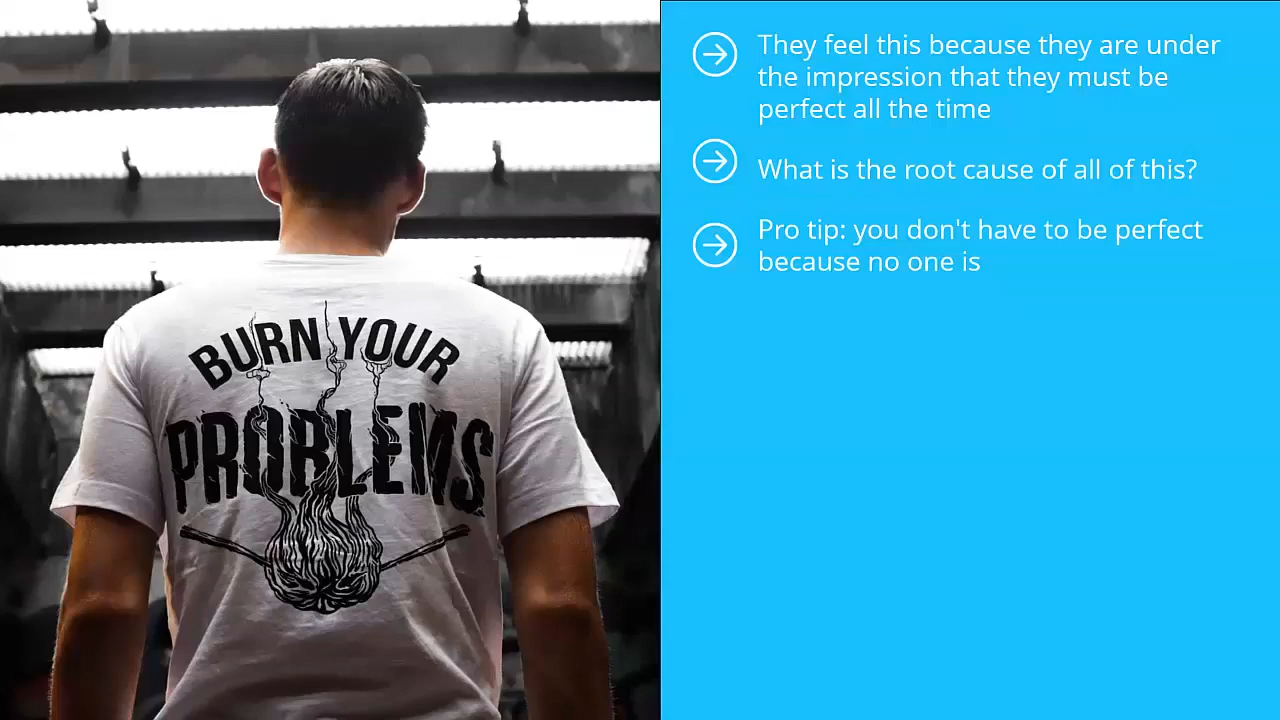 BURN YOUR
PROBLEMS
They feel this because they are under
the impression that they must be
perfect all the time
What is the root cause of all of this?
Pro tip: you don't have to be perfect
because no one is